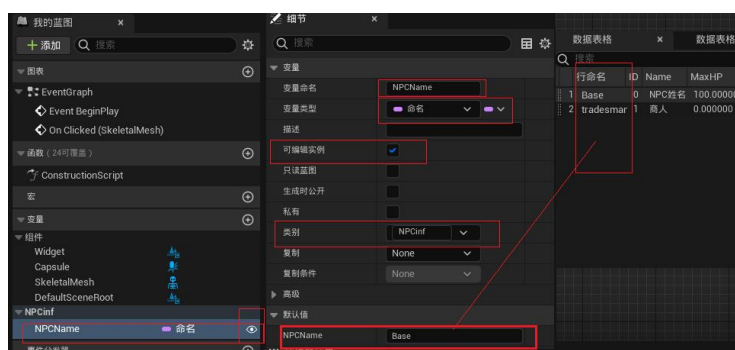 我的蓝图 ×
添加
搜索
图表
EventGraph
Event BeginPlay
On Clicked (SkeletalMesh)
函数（24可覆盖）
ConstructionScript
宏
变量
组件
Widget
Capsule
SkeletalMesh
DefaultSceneRoot
NPCinf
NPCName 命名
细节 ×
搜索
变量
变量命名 NPCName
变量类型 命名
描述
可编辑实例
只读蓝图
生成时公开
私有
类别 NPCinf
复制 None
复制条件 None
高级
默认值
NPCName Base
数据表格 × 数据表格
搜索
行命名 ID Name MaxHP
1 Base 0 NPC姓名 100.00000
2 tradesmar 1 商人 0.000000